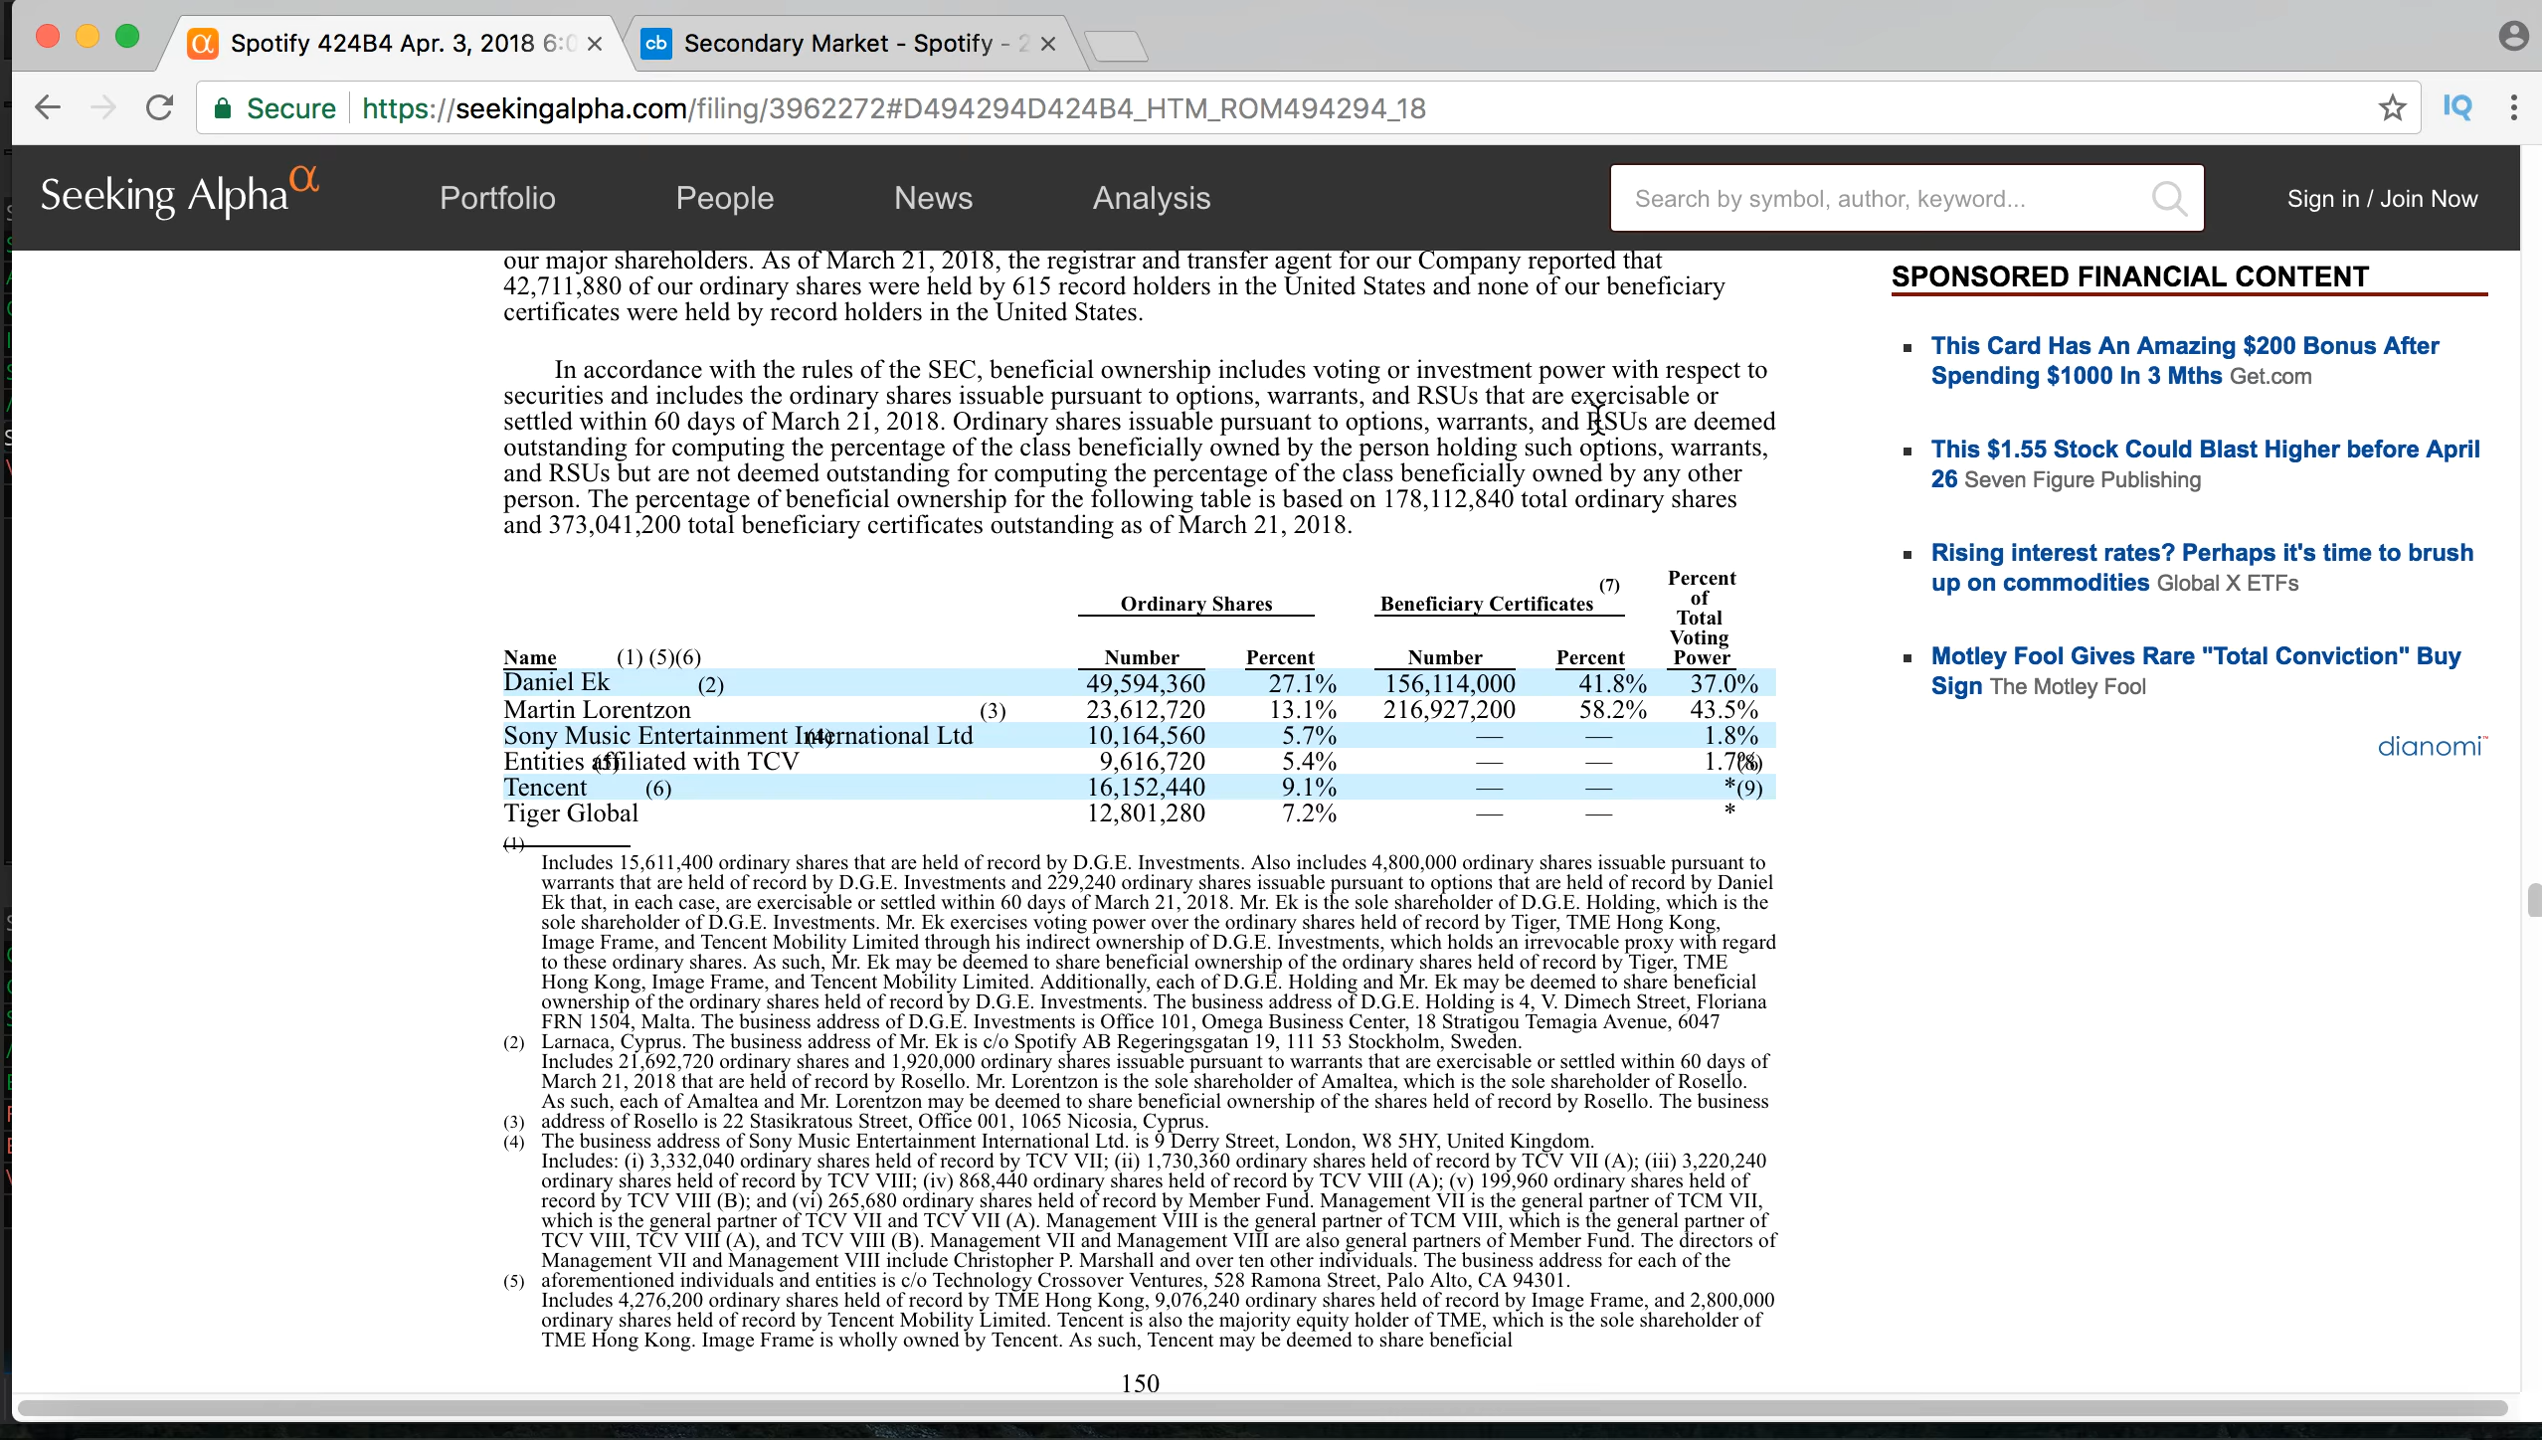 Spotify 424B4 Apr. 3, 2018 6:0
cb Secondary Market - Spotify - 2
Secure https://seekingalpha.com/filing/3962272#D494294D424B4_HTM_ROM494294_18
IQ
Seeking Alphaα Portfolio People News Analysis Search by symbol, author, keyword... Sign in / Join Now
our major shareholders. As of March 21, 2018, the registrar and transfer agent for our Company reported that
42,711,880 of our ordinary shares were held by 615 record holders in the United States and none of our beneficiary
certificates were held by record holders in the United States.
In accordance with the rules of the SEC, beneficial ownership includes voting or investment power with respect to
securities and includes the ordinary shares issuable pursuant to options, warrants, and RSUs that are exercisable or
settled within 60 days of March 21, 2018. Ordinary shares issuable pursuant to options, warrants, and RSUs are deemed
outstanding for computing the percentage of the class beneficially owned by the person holding such options, warrants,
and RSUs but are not deemed outstanding for computing the percentage of the class beneficially owned by any other
person. The percentage of beneficial ownership for the following table is based on 178,112,840 total ordinary shares
and 373,041,200 total beneficiary certificates outstanding as of March 21, 2018.
Ordinary Shares Beneficiary Certificates (7) Percent
of
Total
Voting
Name (1) (5)(6) Number Percent Number Percent Power
Daniel Ek (2) 49,594,360 27.1% 156,114,000 41.8% 37.0%
Martin Lorentzon (3) 23,612,720 13.1% 216,927,200 58.2% 43.5%
Sony Music Entertainment International Ltd (4) 10,164,560 5.7% — — 1.8%
Entities affiliated with TCV (5) 9,616,720 5.4% — — 1.7% (8)
Tencent (6) 16,152,440 9.1% — — * (9)
Tiger Global 12,801,280 7.2% — — *
(1)
Includes 15,611,400 ordinary shares that are held of record by D.G.E. Investments. Also includes 4,800,000 ordinary shares issuable pursuant to
warrants that are held of record by D.G.E. Investments and 229,240 ordinary shares issuable pursuant to options that are held of record by Daniel
Ek that, in each case, are exercisable or settled within 60 days of March 21, 2018. Mr. Ek is the sole shareholder of D.G.E. Holding, which is the
sole shareholder of D.G.E. Investments. Mr. Ek exercises voting power over the ordinary shares held of record by Tiger, TME Hong Kong,
Image Frame, and Tencent Mobility Limited through his indirect ownership of D.G.E. Investments, which holds an irrevocable proxy with regard
to these ordinary shares. As such, Mr. Ek may be deemed to share beneficial ownership of the ordinary shares held of record by Tiger, TME
Hong Kong, Image Frame, and Tencent Mobility Limited. Additionally, each of D.G.E. Holding and Mr. Ek may be deemed to share beneficial
ownership of the ordinary shares held of record by D.G.E. Investments. The business address of D.G.E. Holding is 4, V. Dimech Street, Floriana
FRN 1504, Malta. The business address of D.G.E. Investments is Office 101, Omega Business Center, 18 Stratigou Temagia Avenue, 6047
(2) Larnaca, Cyprus. The business address of Mr. Ek is c/o Spotify AB Regeringsgatan 19, 111 53 Stockholm, Sweden.
Includes 21,692,720 ordinary shares and 1,920,000 ordinary shares issuable pursuant to warrants that are exercisable or settled within 60 days of
March 21, 2018 that are held of record by Rosello. Mr. Lorentzon is the sole shareholder of Amaltea, which is the sole shareholder of Rosello.
As such, each of Amaltea and Mr. Lorentzon may be deemed to share beneficial ownership of the shares held of record by Rosello. The business
(3) address of Rosello is 22 Stasikratous Street, Office 001, 1065 Nicosia, Cyprus.
(4) The business address of Sony Music Entertainment International Ltd. is 9 Derry Street, London, W8 5HY, United Kingdom.
Includes: (i) 3,332,040 ordinary shares held of record by TCV VII; (ii) 1,730,360 ordinary shares held of record by TCV VII (A); (iii) 3,220,240
ordinary shares held of record by TCV VIII; (iv) 868,440 ordinary shares held of record by TCV VIII (A); (v) 199,960 ordinary shares held of
record by TCV VIII (B); and (vi) 265,680 ordinary shares held of record by Member Fund. Management VII is the general partner of TCM VII,
which is the general partner of TCV VII and TCV VII (A). Management VIII is the general partner of TCM VIII, which is the general partner of
TCV VIII, TCV VIII (A), and TCV VIII (B). Management VII and Management VIII are also general partners of Member Fund. The directors of
Management VII and Management VIII include Christopher P. Marshall and over ten other individuals. The business address for each of the
(5) aforementioned individuals and entities is c/o Technology Crossover Ventures, 528 Ramona Street, Palo Alto, CA 94301.
Includes 4,276,200 ordinary shares held of record by TME Hong Kong, 9,076,240 ordinary shares held of record by Image Frame, and 2,800,000
ordinary shares held of record by Tencent Mobility Limited. Tencent is also the majority equity holder of TME, which is the sole shareholder of
TME Hong Kong. Image Frame is wholly owned by Tencent. As such, Tencent may be deemed to share beneficial
150
SPONSORED FINANCIAL CONTENT
This Card Has An Amazing $200 Bonus After
Spending $1000 In 3 Mths Get.com
This $1.55 Stock Could Blast Higher before April
26 Seven Figure Publishing
Rising interest rates? Perhaps it's time to brush
up on commodities Global X ETFs
Motley Fool Gives Rare "Total Conviction" Buy
Sign The Motley Fool
dianomi™